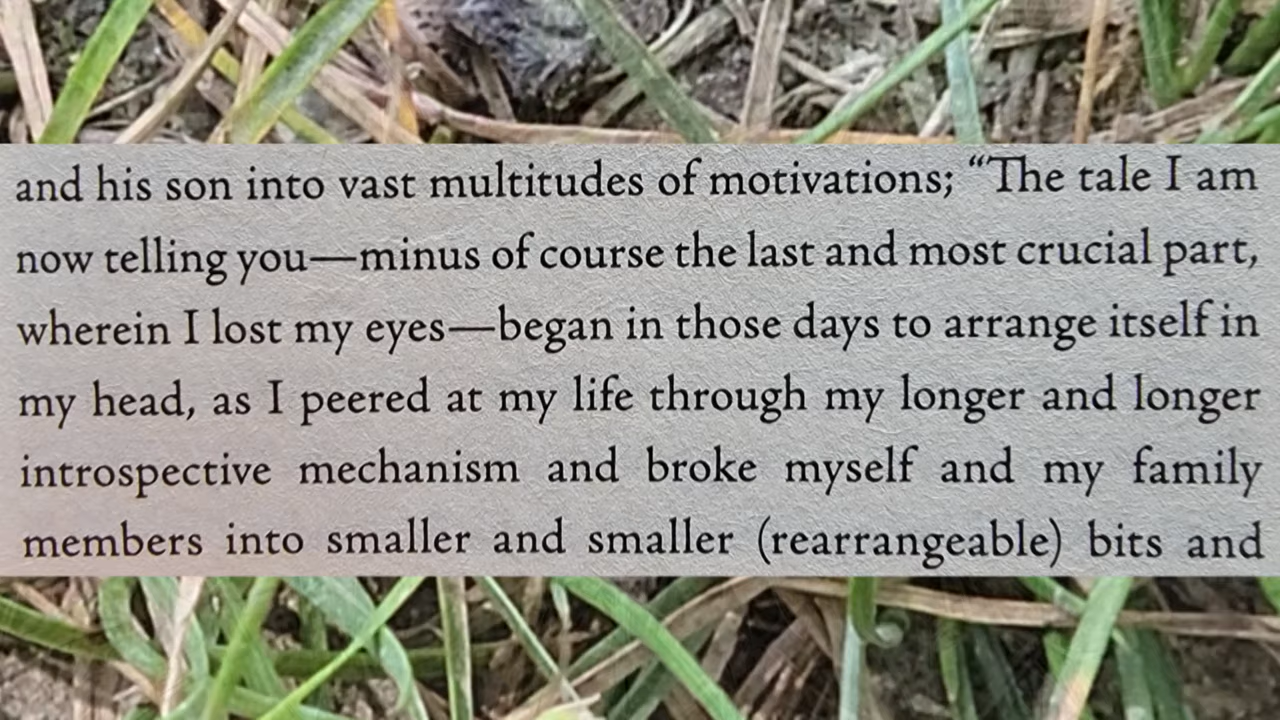 and his son into vast multitudes of motivations; “The tale I am
now telling you—minus of course the last and most crucial part,
wherein I lost my eyes—began in those days to arrange itself in
my head, as I peered at my life through my longer and longer
introspective mechanism and broke myself and my family
members into smaller and smaller (rearrangeable) bits and